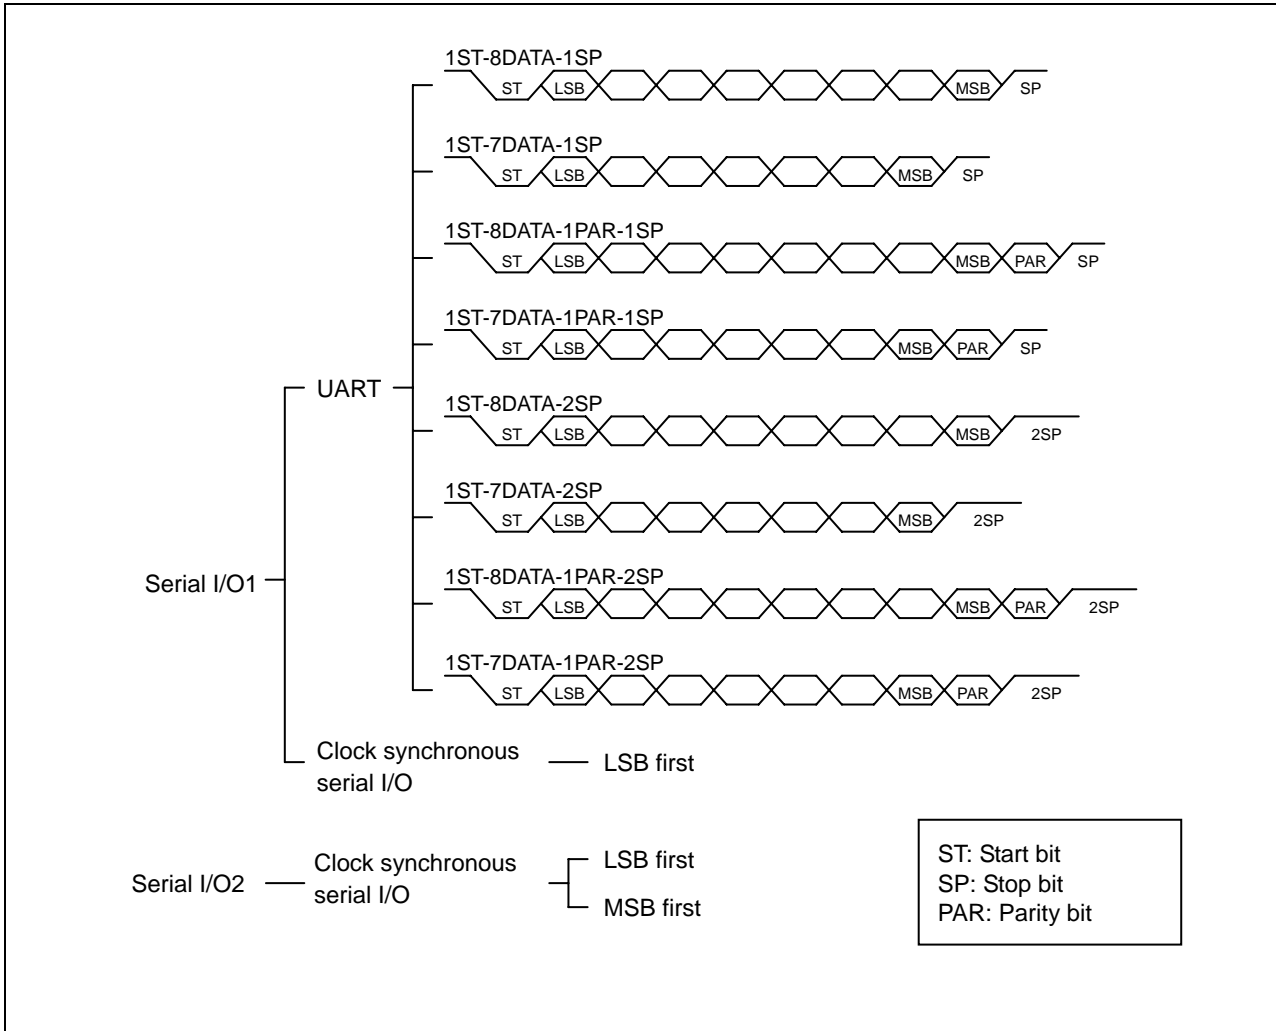 1ST-8DATA-1SP
ST LSB MSB SP
1ST-7DATA-1SP
ST LSB MSB SP
1ST-8DATA-1PAR-1SP
ST LSB MSB PAR SP
1ST-7DATA-1PAR-1SP
ST LSB MSB PAR SP
UART
1ST-8DATA-2SP
ST LSB MSB 2SP
1ST-7DATA-2SP
ST LSB MSB 2SP
Serial I/O1
1ST-8DATA-1PAR-2SP
ST LSB MSB PAR 2SP
1ST-7DATA-1PAR-2SP
ST LSB MSB PAR 2SP
Clock synchronous
serial I/O
LSB first
Serial I/O2
Clock synchronous
serial I/O
LSB first
MSB first
ST: Start bit
SP: Stop bit
PAR: Parity bit